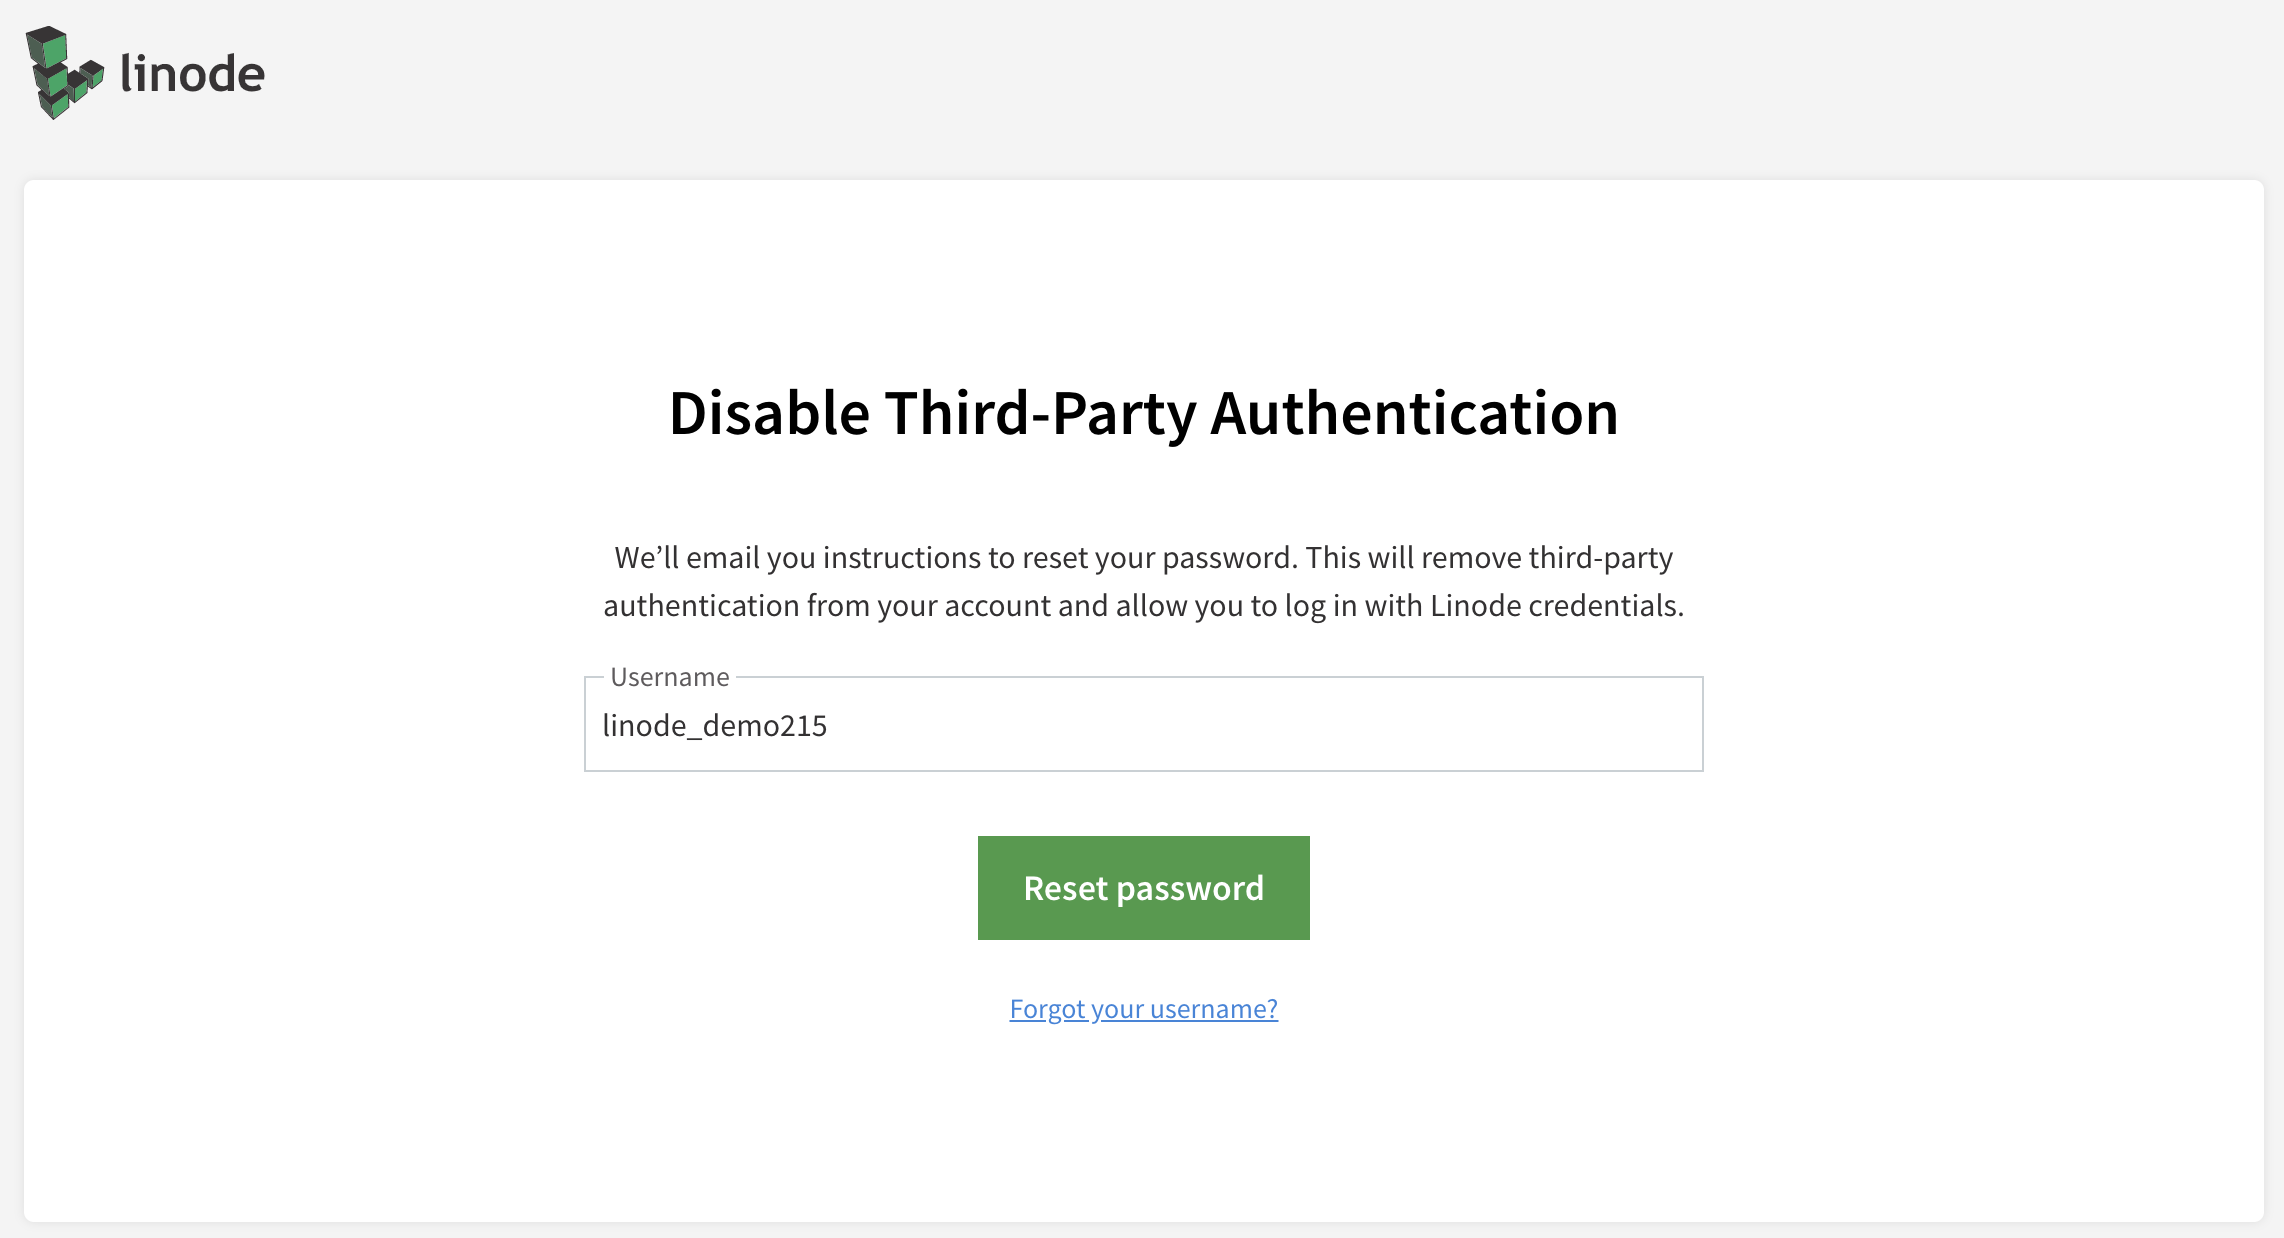 linode
Disable Third-Party Authentication
We’ll email you instructions to reset your password. This will remove third-party
authentication from your account and allow you to log in with Linode credentials.
Username
linode_demo215
Reset password
Forgot your username?